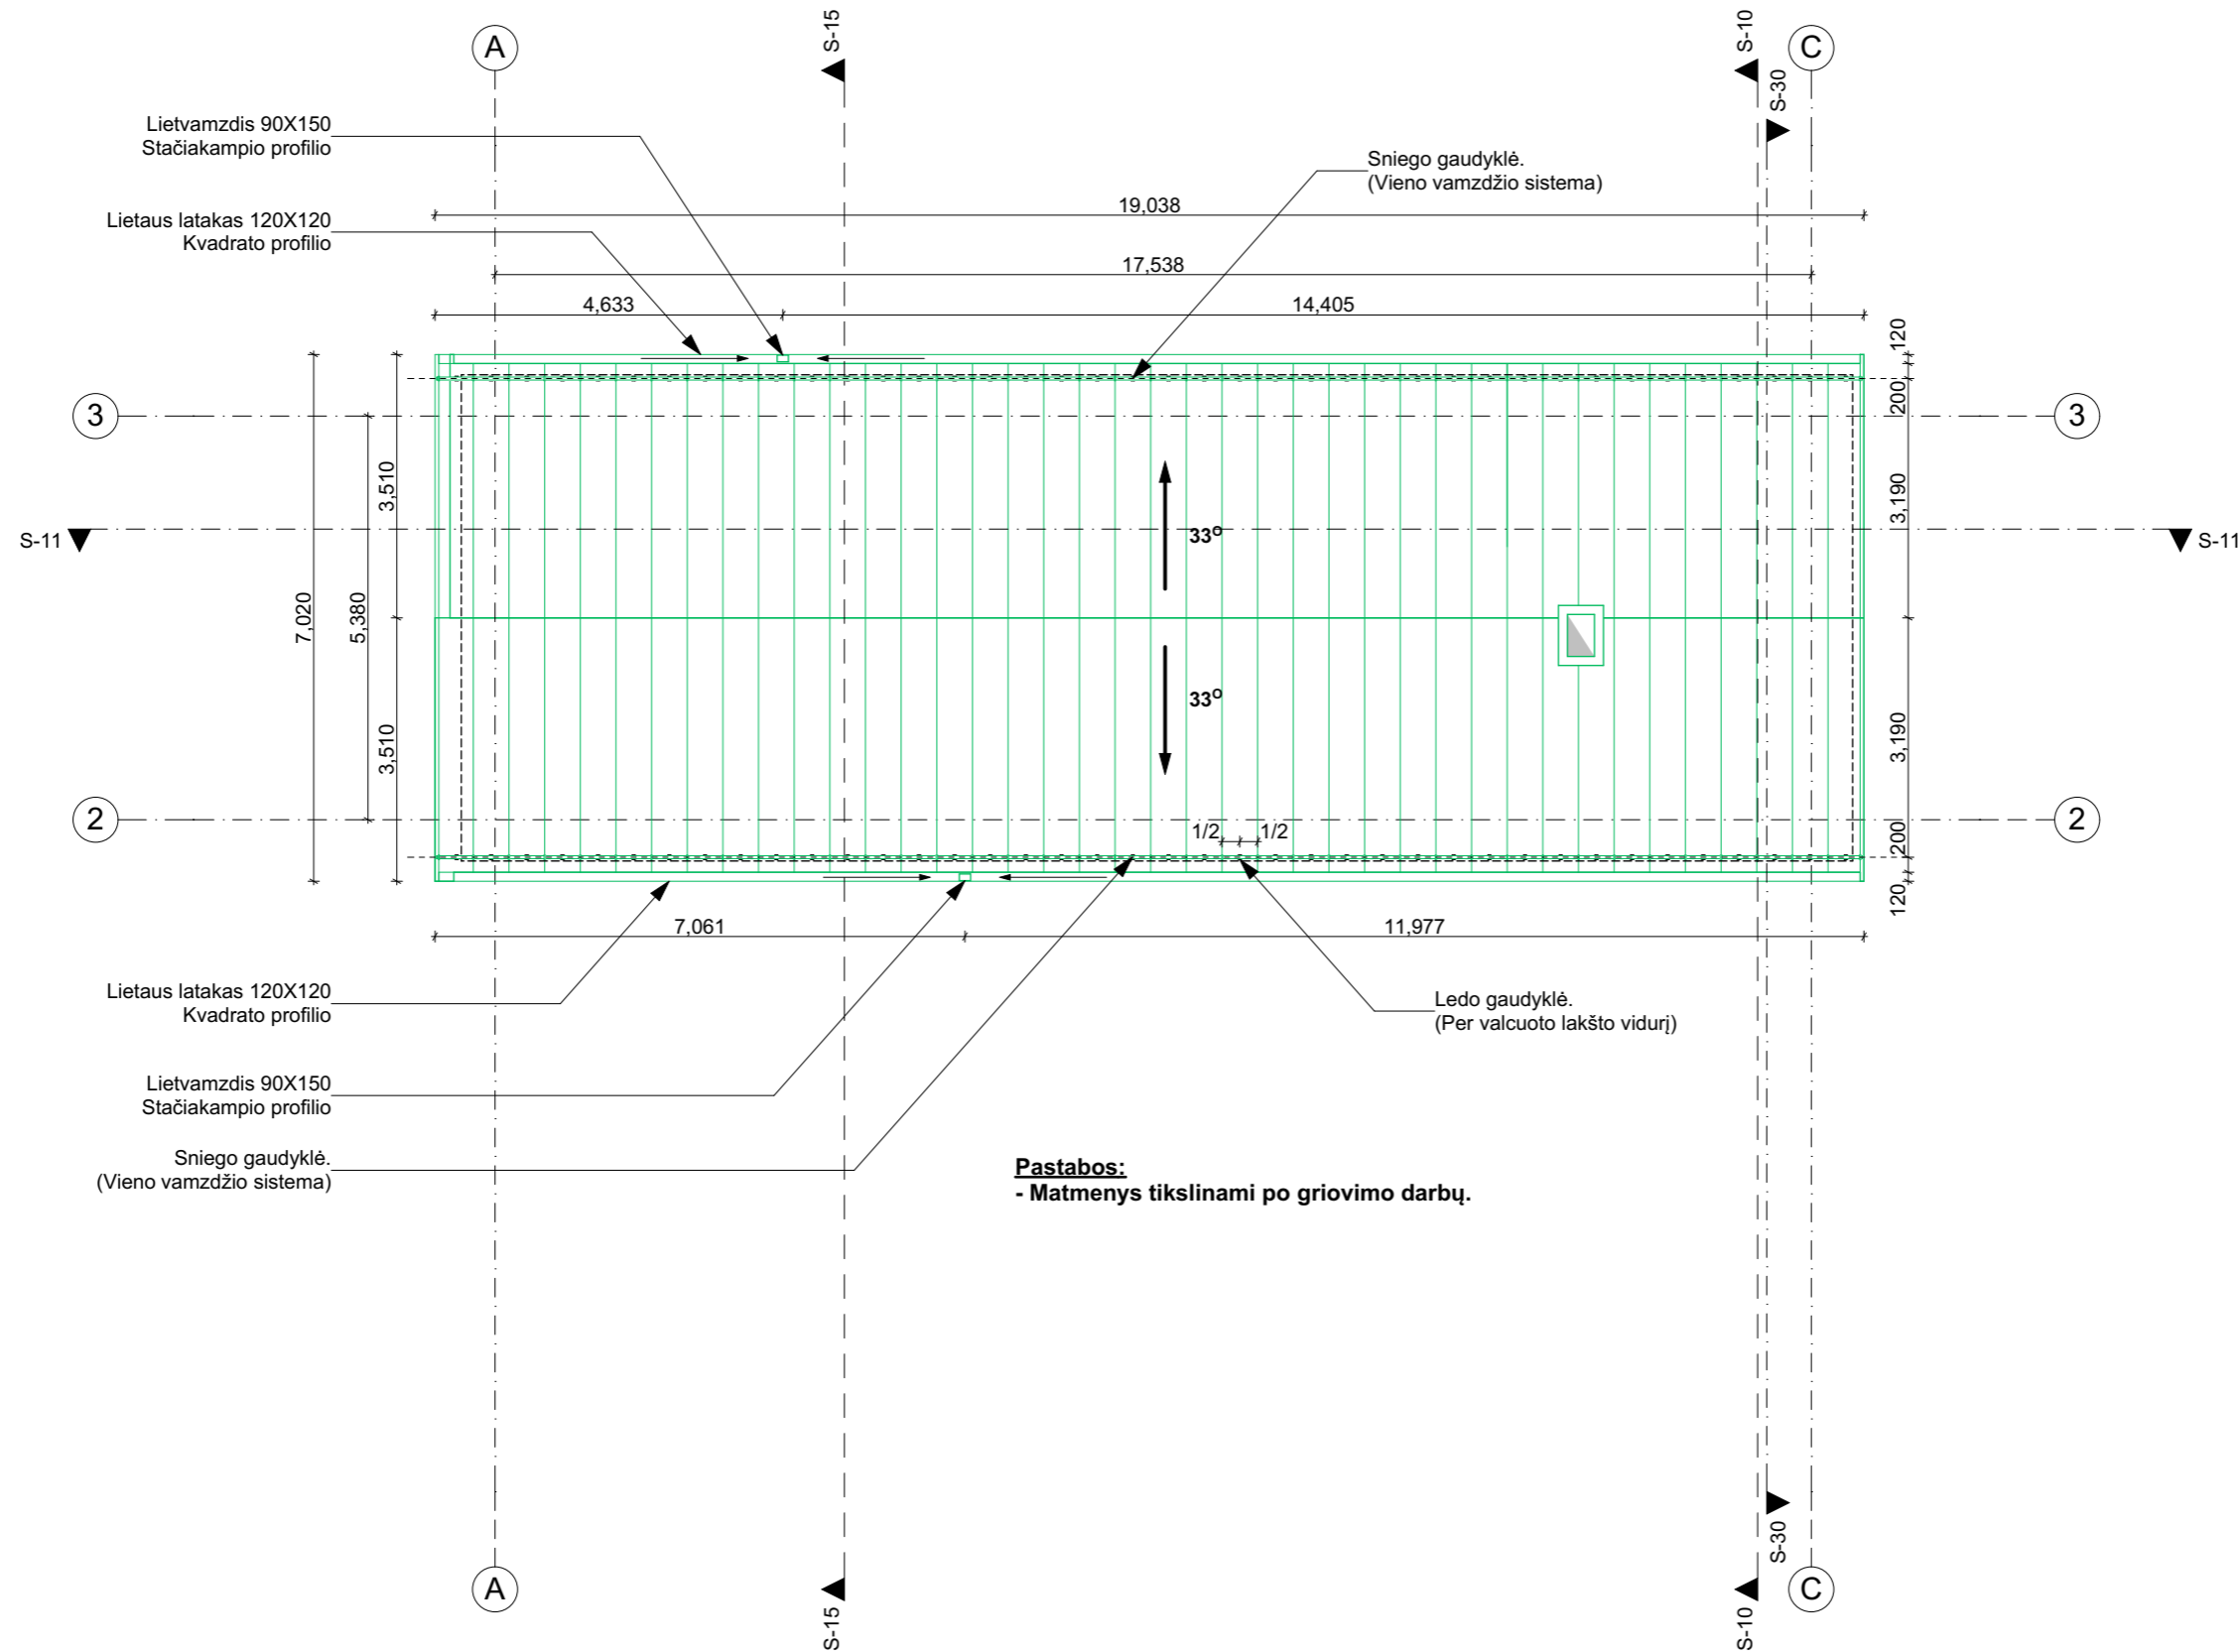 S-15
S-10
A
C
S-30
Lietvamzdis 90X150
Stačiakampio profilio
Sniego gaudyklė.
(Vieno vamzdžio sistema)
19,038
Lietaus latakas 120X120
Kvadrato profilio
17,538
4,633
14,405
120
200
3
3
3,510
3,190
33°
S-11
S-11
7,020
5,380
33°
3,510
3,190
2
2
1/2
1/2
200
120
7,061
11,977
Lietaus latakas 120X120
Kvadrato profilio
Ledo gaudyklė.
(Per valcuoto lakšto vidurį)
Lietvamzdis 90X150
Stačiakampio profilio
Sniego gaudyklė.
(Vieno vamzdžio sistema)
Pastabos:
- Matmenys tikslinami po griovimo darbų.
S-30
A
C
S-15
S-10